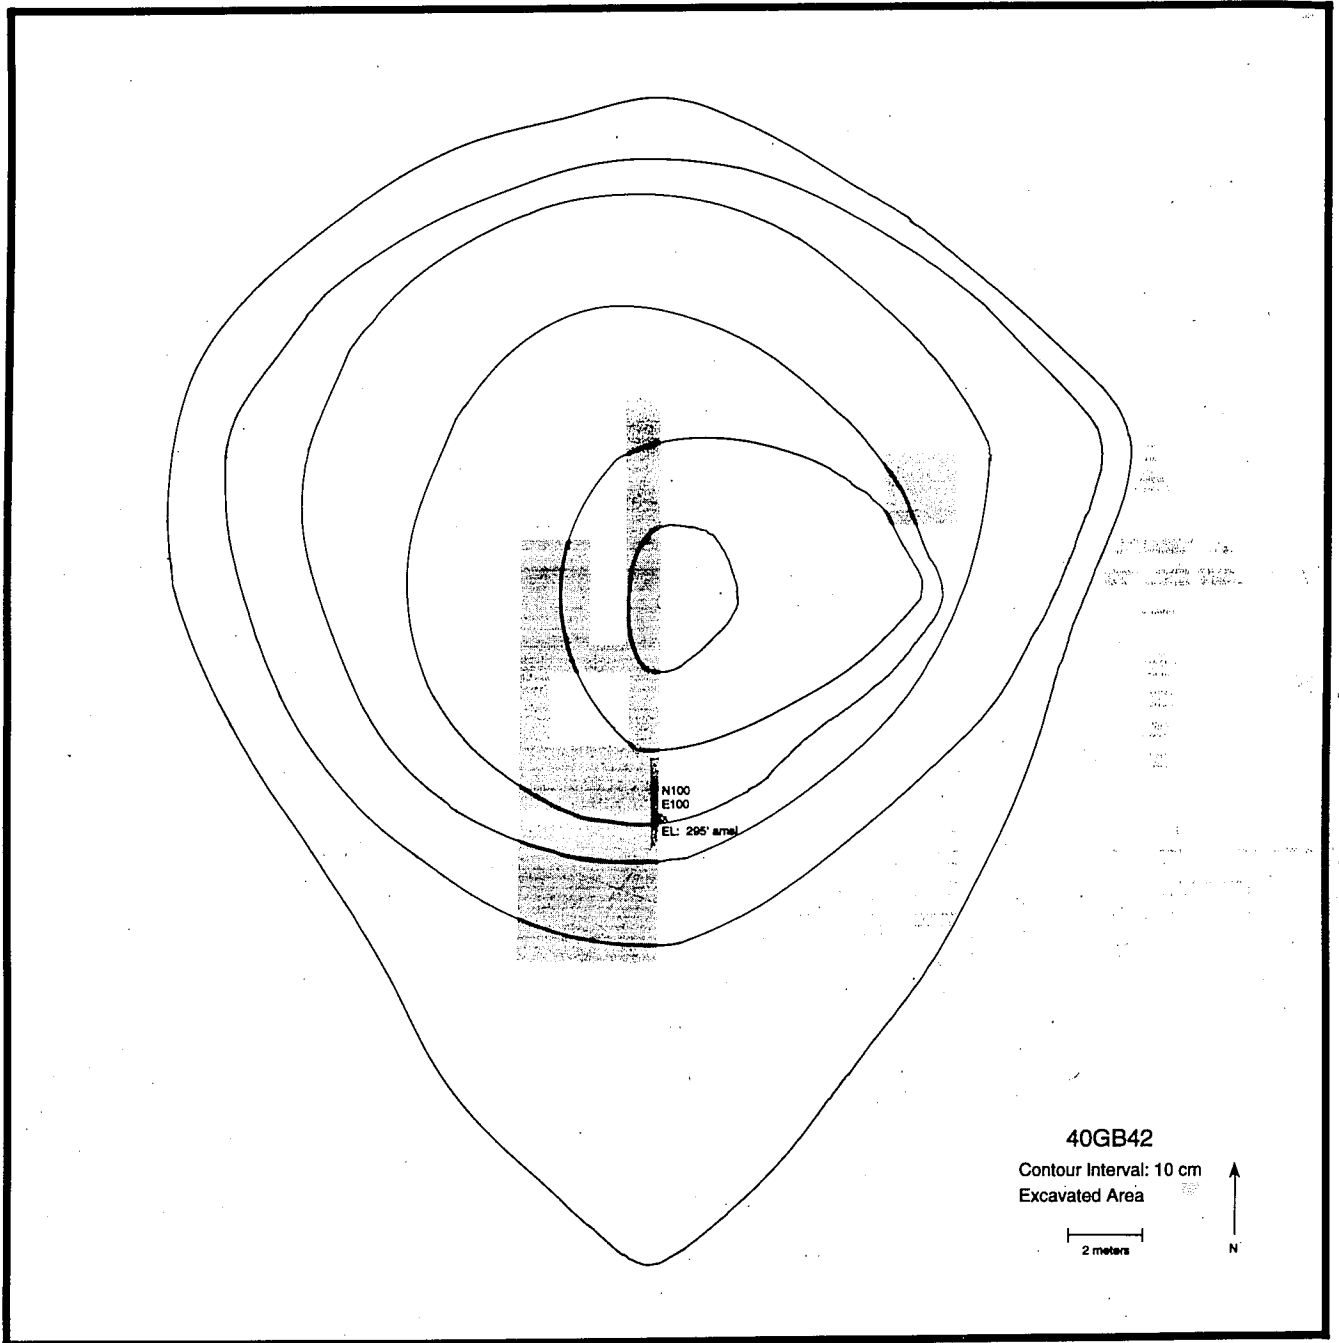 N100
E100
EL: 295' amsl
40GB42
Contour Interval: 10 cm
Excavated Area
2 meters
N